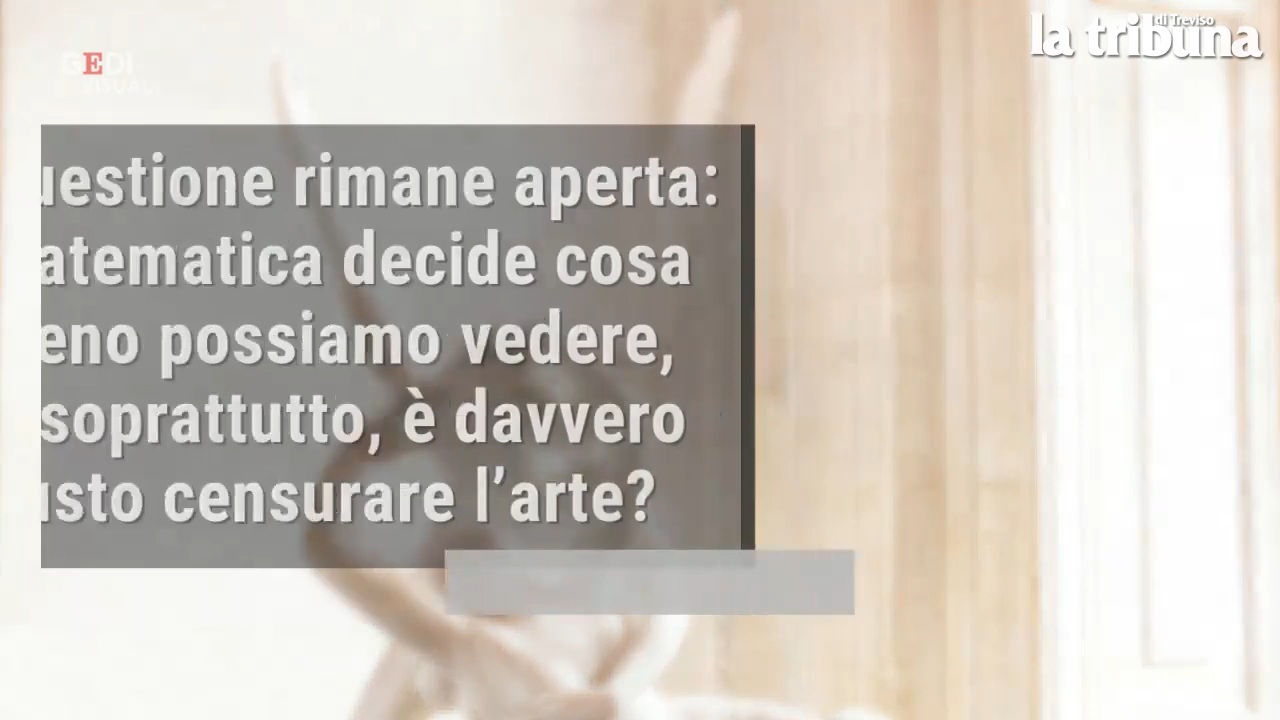 GEDI
VISUAL
la tribuna
di Treviso
uestione rimane aperta:
atematica decide cosa
eno possiamo vedere,
soprattutto, è davvero
usto censurare l’arte?